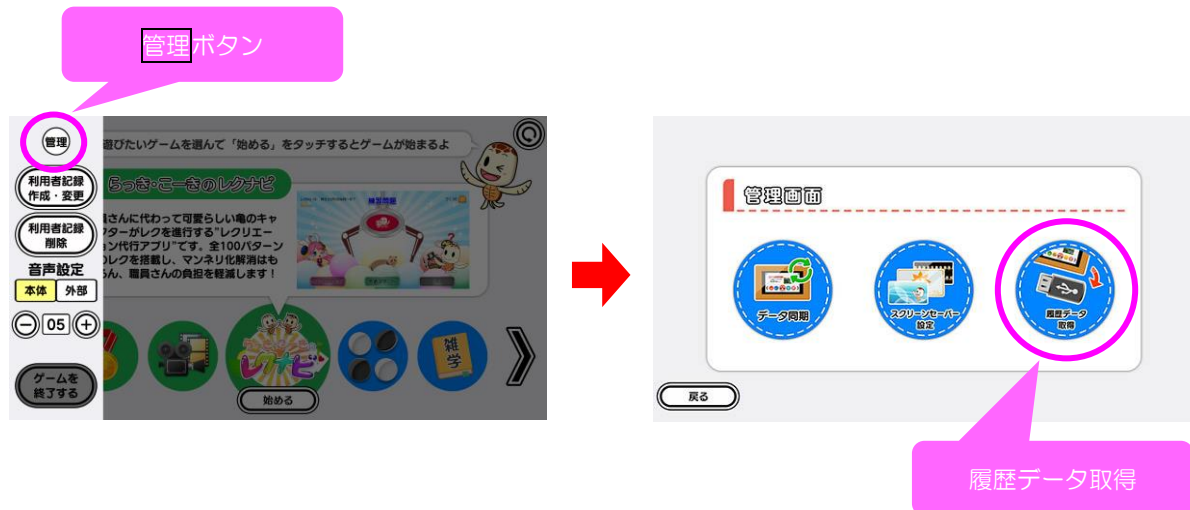 管理ボタン
管理
利用者記録
作成・変更
利用者記録
削除
音声設定
本体 外部
05
ゲームを
終了する
遊びたいゲームを選んで「始める」をタッチするとゲームが始まるよ
らっき・こーきのレクナビ
員さんに代わって可愛らしい亀のキャ
クターがレクを進行する"レクリエー
ョン代行アプリ"です。全100パターン
のレクを搭載し、マンネリ化解消はも
らん、職員さんの負担を軽減します！
レクナビ
雑
学
始める
管理画面
データ同期
スクリーンセーバー
設定
履歴データ
取得
戻る
履歴データ取得